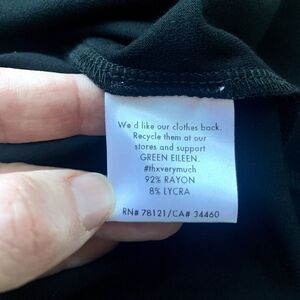 We'd like our clothes back.
Recycle them at our
stores and support
GREEN EILEEN.
#thxverymuch
92% RAYON
8% LYCRA
RN# 78121/CA# 34460